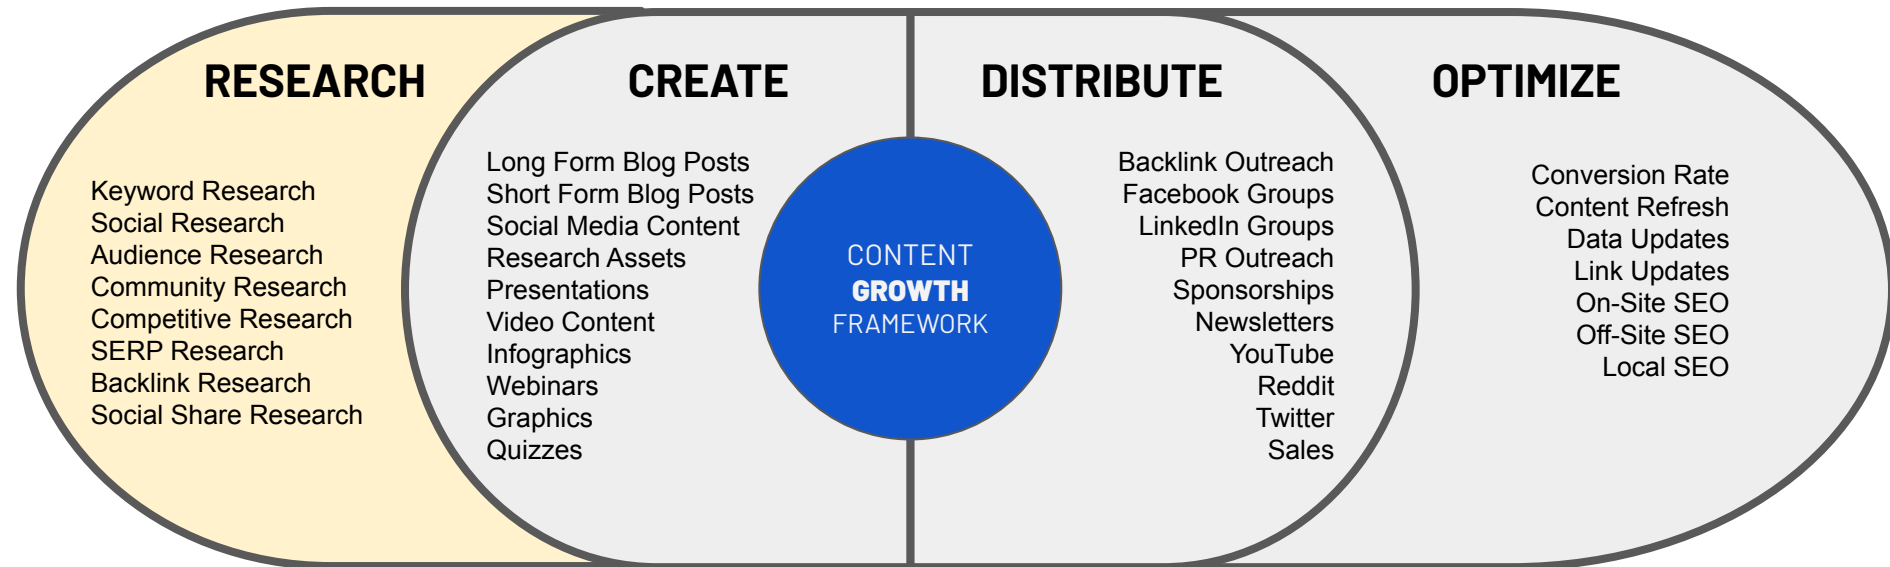 RESEARCH
Keyword Research
Social Research
Audience Research
Community Research
Competitive Research
SERP Research
Backlink Research
Social Share Research
CREATE
Long Form Blog Posts
Short Form Blog Posts
Social Media Content
Research Assets
Presentations
Video Content
Infographics
Webinars
Graphics
Quizzes
CONTENT
GROWTH
FRAMEWORK
DISTRIBUTE
Backlink Outreach
Facebook Groups
LinkedIn Groups
PR Outreach
Sponsorships
Newsletters
YouTube
Reddit
Twitter
Sales
OPTIMIZE
Conversion Rate
Content Refresh
Data Updates
Link Updates
On-Site SEO
Off-Site SEO
Local SEO